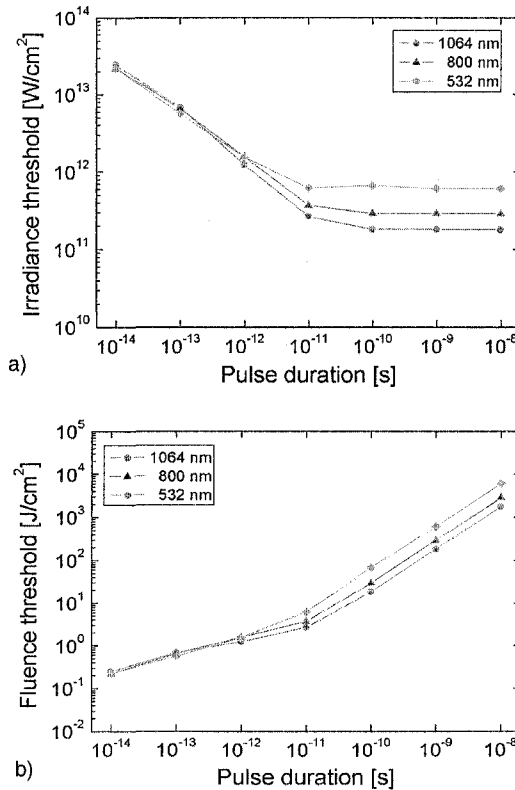 10^14
10^13
10^12
10^11
10^10
Irradiance threshold [W/cm^2]
1064 nm
800 nm
532 nm
10^-14 10^-13 10^-12 10^-11 10^-10 10^-9 10^-8
Pulse duration [s]
a)
10^5
10^4
10^3
10^2
10^1
10^0
10^-1
10^-2
Fluence threshold [J/cm^2]
1064 nm
800 nm
532 nm
10^-14 10^-13 10^-12 10^-11 10^-10 10^-9 10^-8
Pulse duration [s]
b)